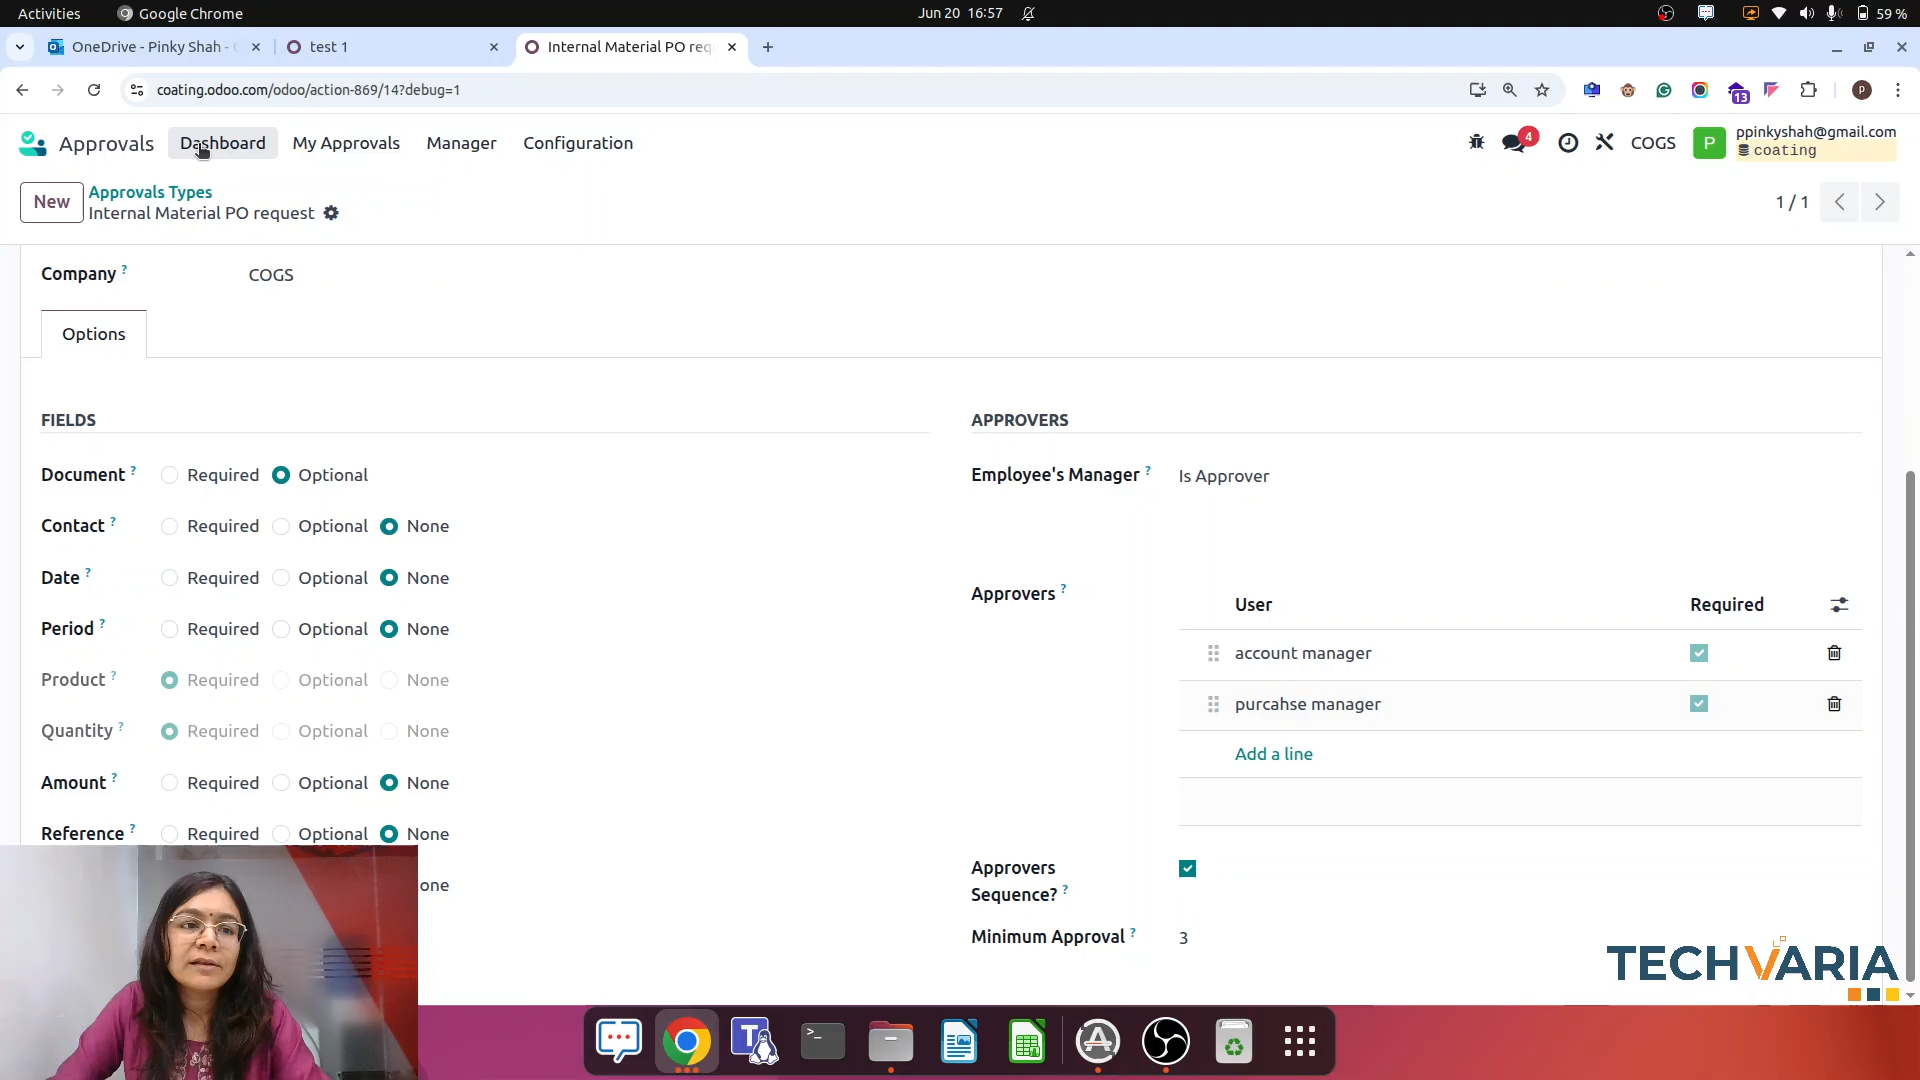 Activities Google Chrome Jun 20 16:57 59 %
OneDrive - Pinky Shah - test 1 Internal Material PO req
coating.odoo.com/odoo/action-869/14?debug=1 13 P
Approvals Dashboard My Approvals Manager Configuration 4 COGS P ppinkyshah@gmail.com
coating
New Approvals Types
Internal Material PO request 1 / 1
Company ? COGS
Options
FIELDS APPROVERS
Document ? Required Optional Employee's Manager ? Is Approver
Contact ? Required Optional None
Date ? Required Optional None
Approvers ? User Required
Period ? Required Optional None
account manager
Product ? Required Optional None
purcahse manager
Quantity ? Required Optional None
Add a line
Amount ? Required Optional None
Reference ? Required Optional None
Approvers
Sequence? ?
one
Minimum Approval ? 3
TECHVARIA